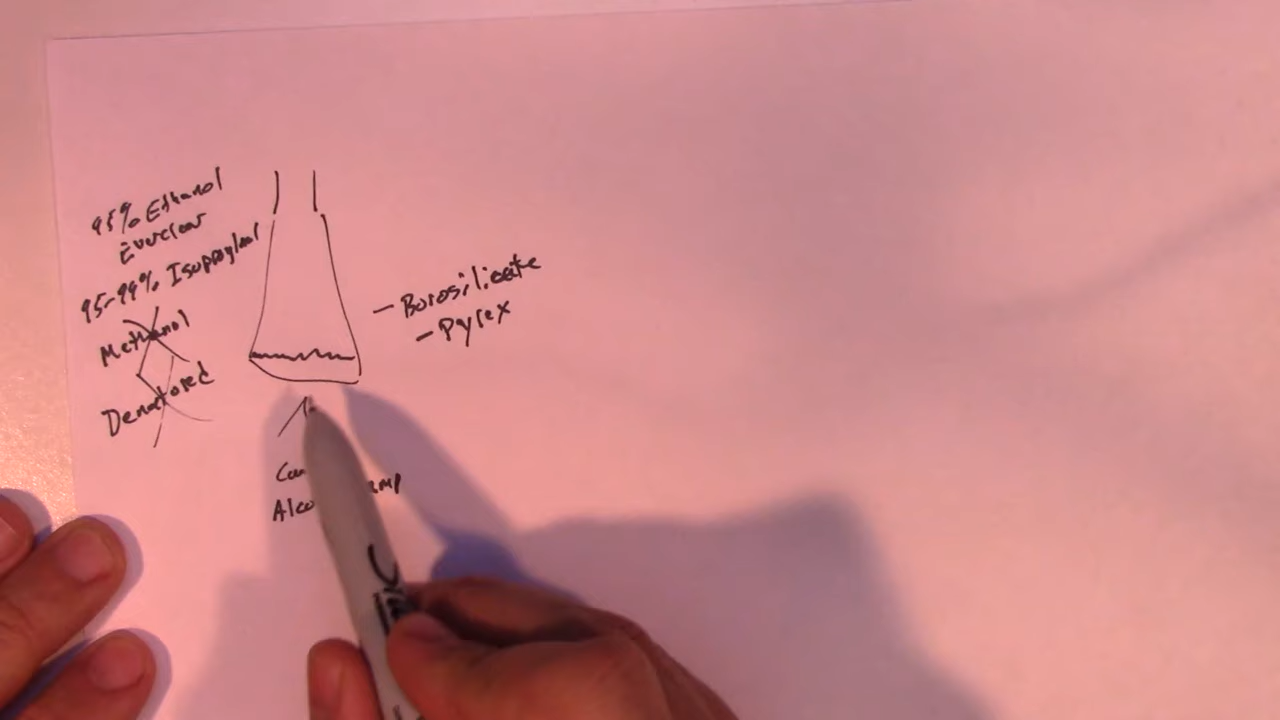 95% Ethanol
Everclear
95-99% Isopropyl
Methanol
Denatured
- Borosilicate
- Pyrex